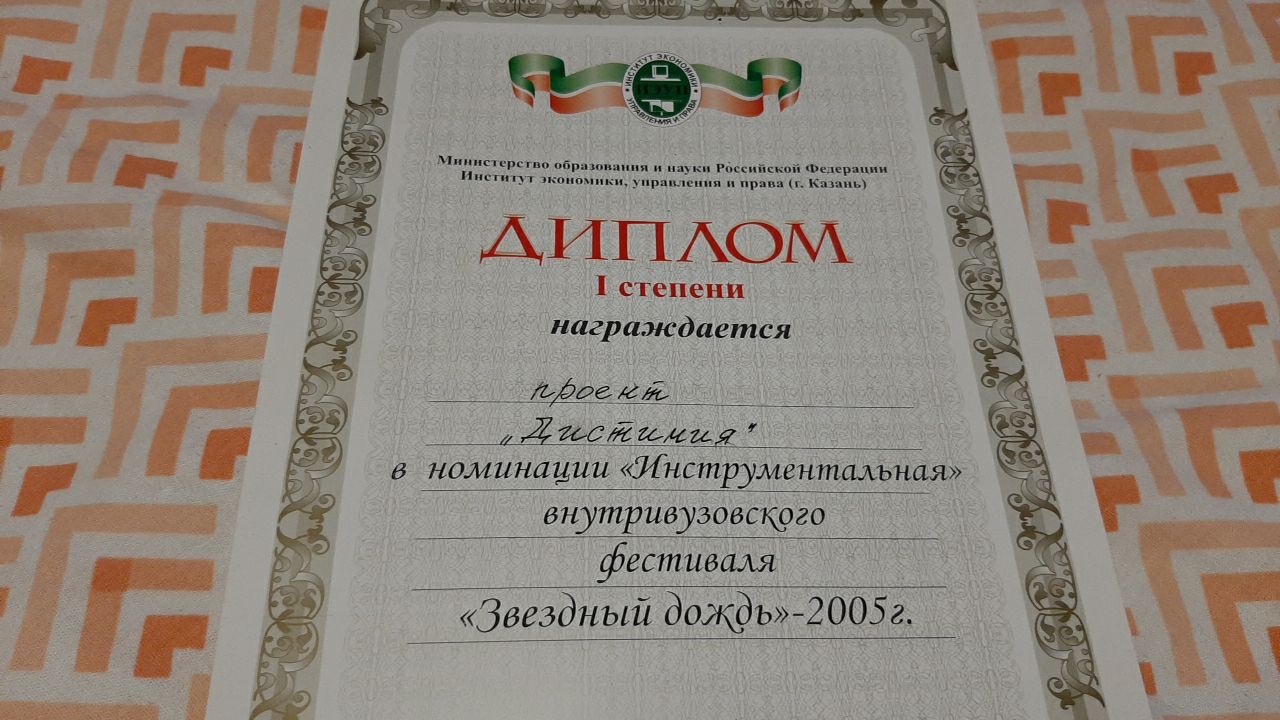 ИНСТИТУТ ЭКОНОМИКИ
ИЭУП
УПРАВЛЕНИЯ И ПРАВА
Министерство образования и науки Российской Федерации
Институт экономики, управления и права (г. Казань)
ДИПЛОМ
I степени
награждается
проект
„Дистимия"
в номинации «Инструментальная»
внутривузовского
фестиваля
«Звездный дождь»-2005г.